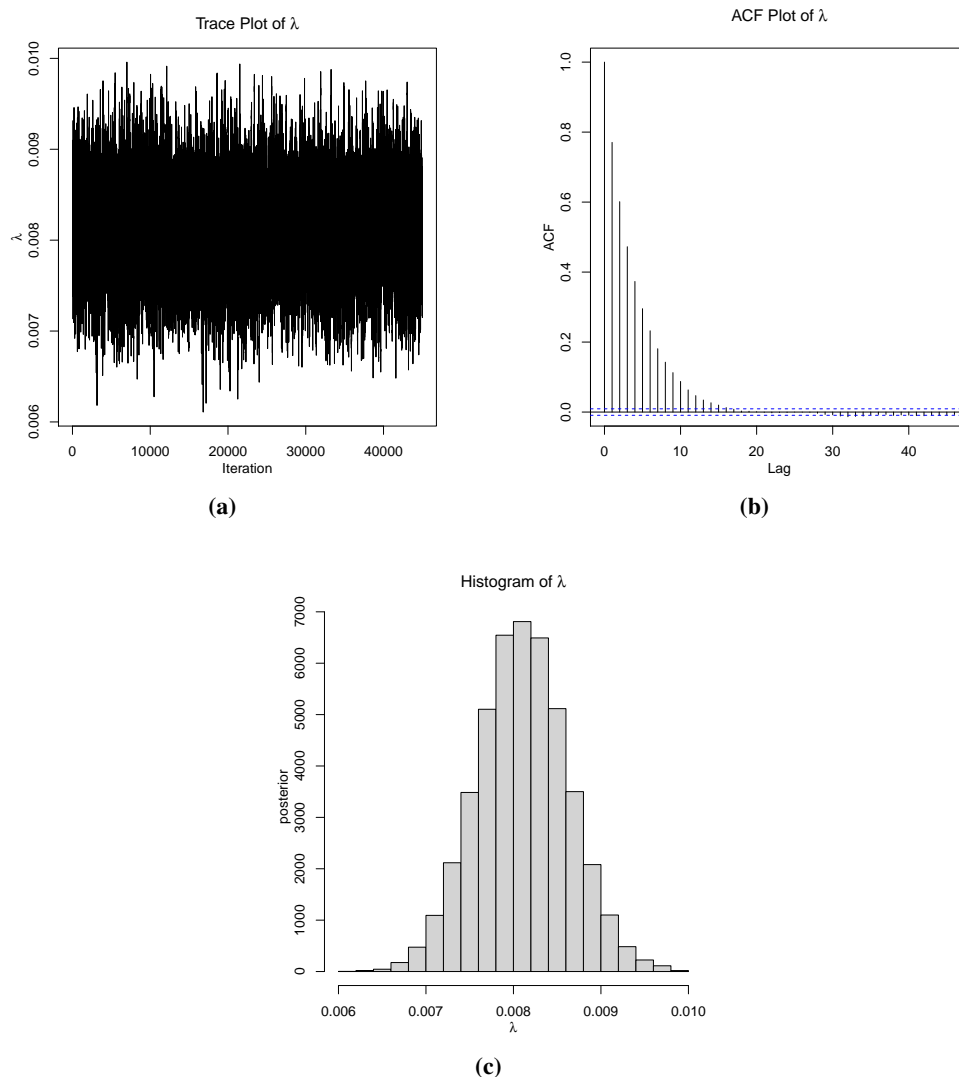 Trace Plot of λ
0.010
0.009
0.008
0.007
0.006
λ
0
10000
20000
30000
40000
Iteration
(a)
ACF Plot of λ
1.0
0.8
0.6
0.4
0.2
0.0
ACF
0
10
20
30
40
Lag
(b)
Histogram of λ
7000
6000
5000
4000
3000
2000
1000
0
posterior
0.006
0.007
0.008
0.009
0.010
λ
(c)